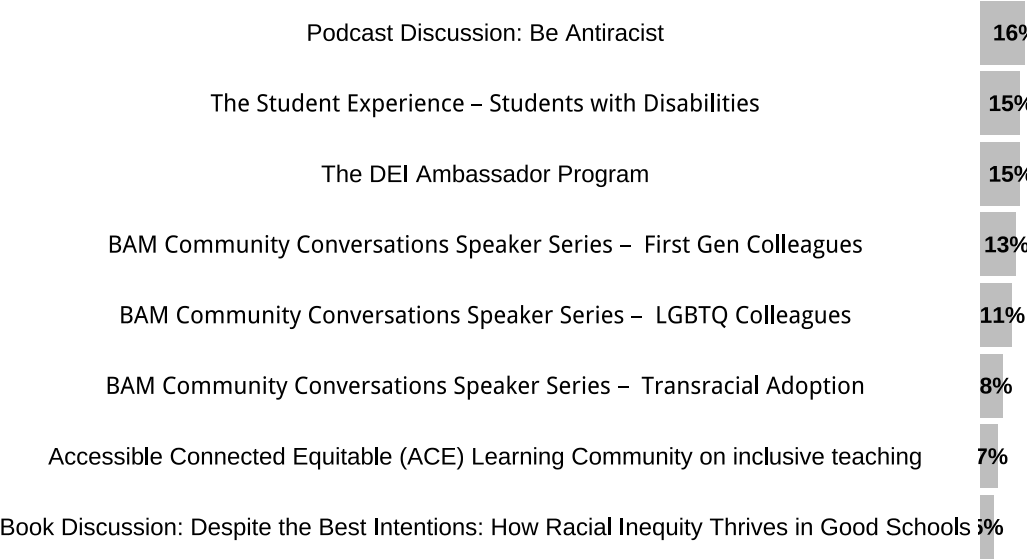 Podcast Discussion: Be Antiracist 16%
The Student Experience – Students with Disabilities 15%
The DEI Ambassador Program 15%
BAM Community Conversations Speaker Series – First Gen Colleagues 13%
BAM Community Conversations Speaker Series – LGBTQ Colleagues 11%
BAM Community Conversations Speaker Series – Transracial Adoption 8%
Accessible Connected Equitable (ACE) Learning Community on inclusive teaching 7%
Book Discussion: Despite the Best Intentions: How Racial Inequity Thrives in Good Schools 5%